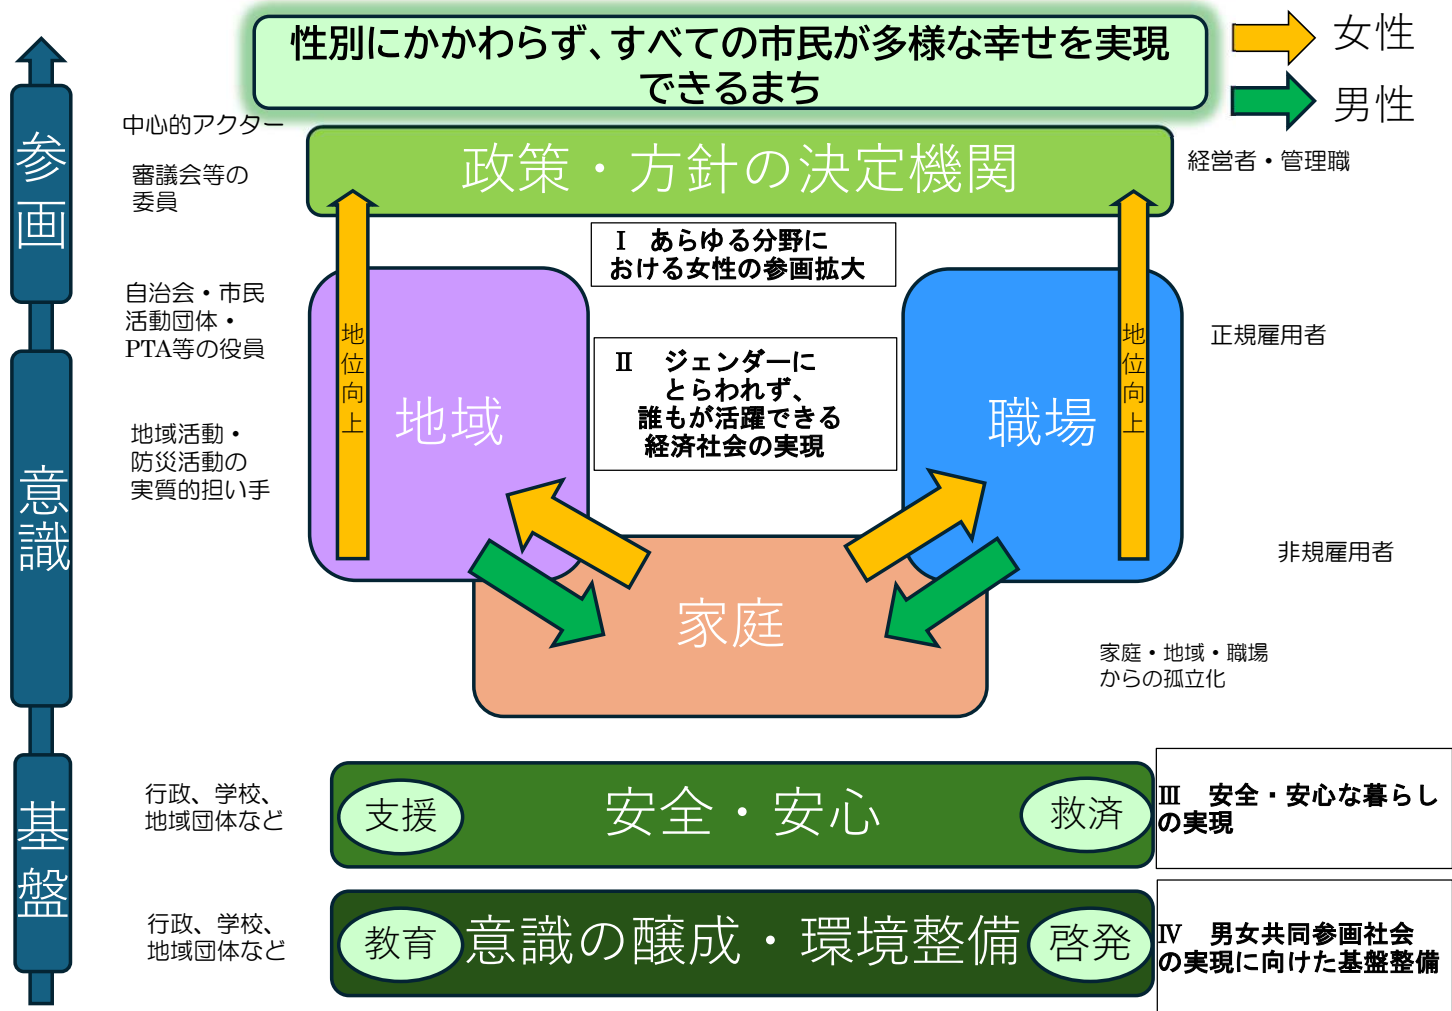 性別にかかわらず、すべての市民が多様な幸せを実現
できるまち
女性
男性
参画
意識
基盤
中心的アクター
政策・方針の決定機関
経営者・管理職
審議会等の
委員
Ⅰ　あらゆる分野に
おける女性の参画拡大
自治会・市民
活動団体・
PTA等の役員
地位向上
地位向上
正規雇用者
Ⅱ　ジェンダーに
とらわれず、
誰もが活躍できる
経済社会の実現
地域
職場
地域活動・
防災活動の
実質的担い手
非規雇用者
家庭
家庭・地域・職場
からの孤立化
行政、学校、
地域団体など
支援
安全・安心
救済
Ⅲ　安全・安心な暮らし
の実現
行政、学校、
地域団体など
教育
意識の醸成・環境整備
啓発
Ⅳ　男女共同参画社会
の実現に向けた基盤整備